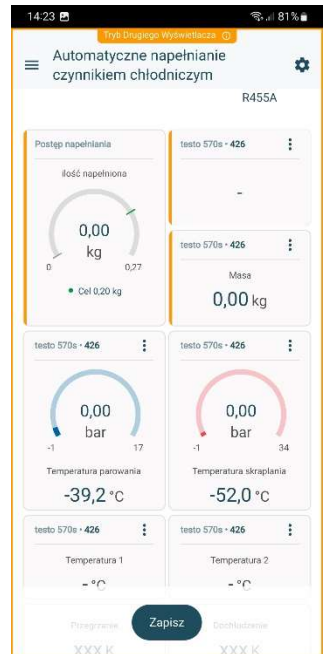 14:23
81%
Tryb Drugiego Wyświetlacza
Automatyczne napełnianie
czynnikiem chłodniczym
R455A
Postęp napełniania
ilość napełniona
0,00
kg
0
0,27
Cel 0,20 kg
testo 570s • 426
-
testo 570s • 426
Masa
0,00 kg
testo 570s • 426
0,00
bar
-1
17
Temperatura parowania
-39,2 °C
testo 570s • 426
0,00
bar
-1
34
Temperatura skraplania
-52,0 °C
testo 570s • 426
Temperatura 1
- °C
testo 570s • 426
Temperatura 2
- °C
Zapisz
Przegrzanie
XXX K
Dochłodzenie
XXX K